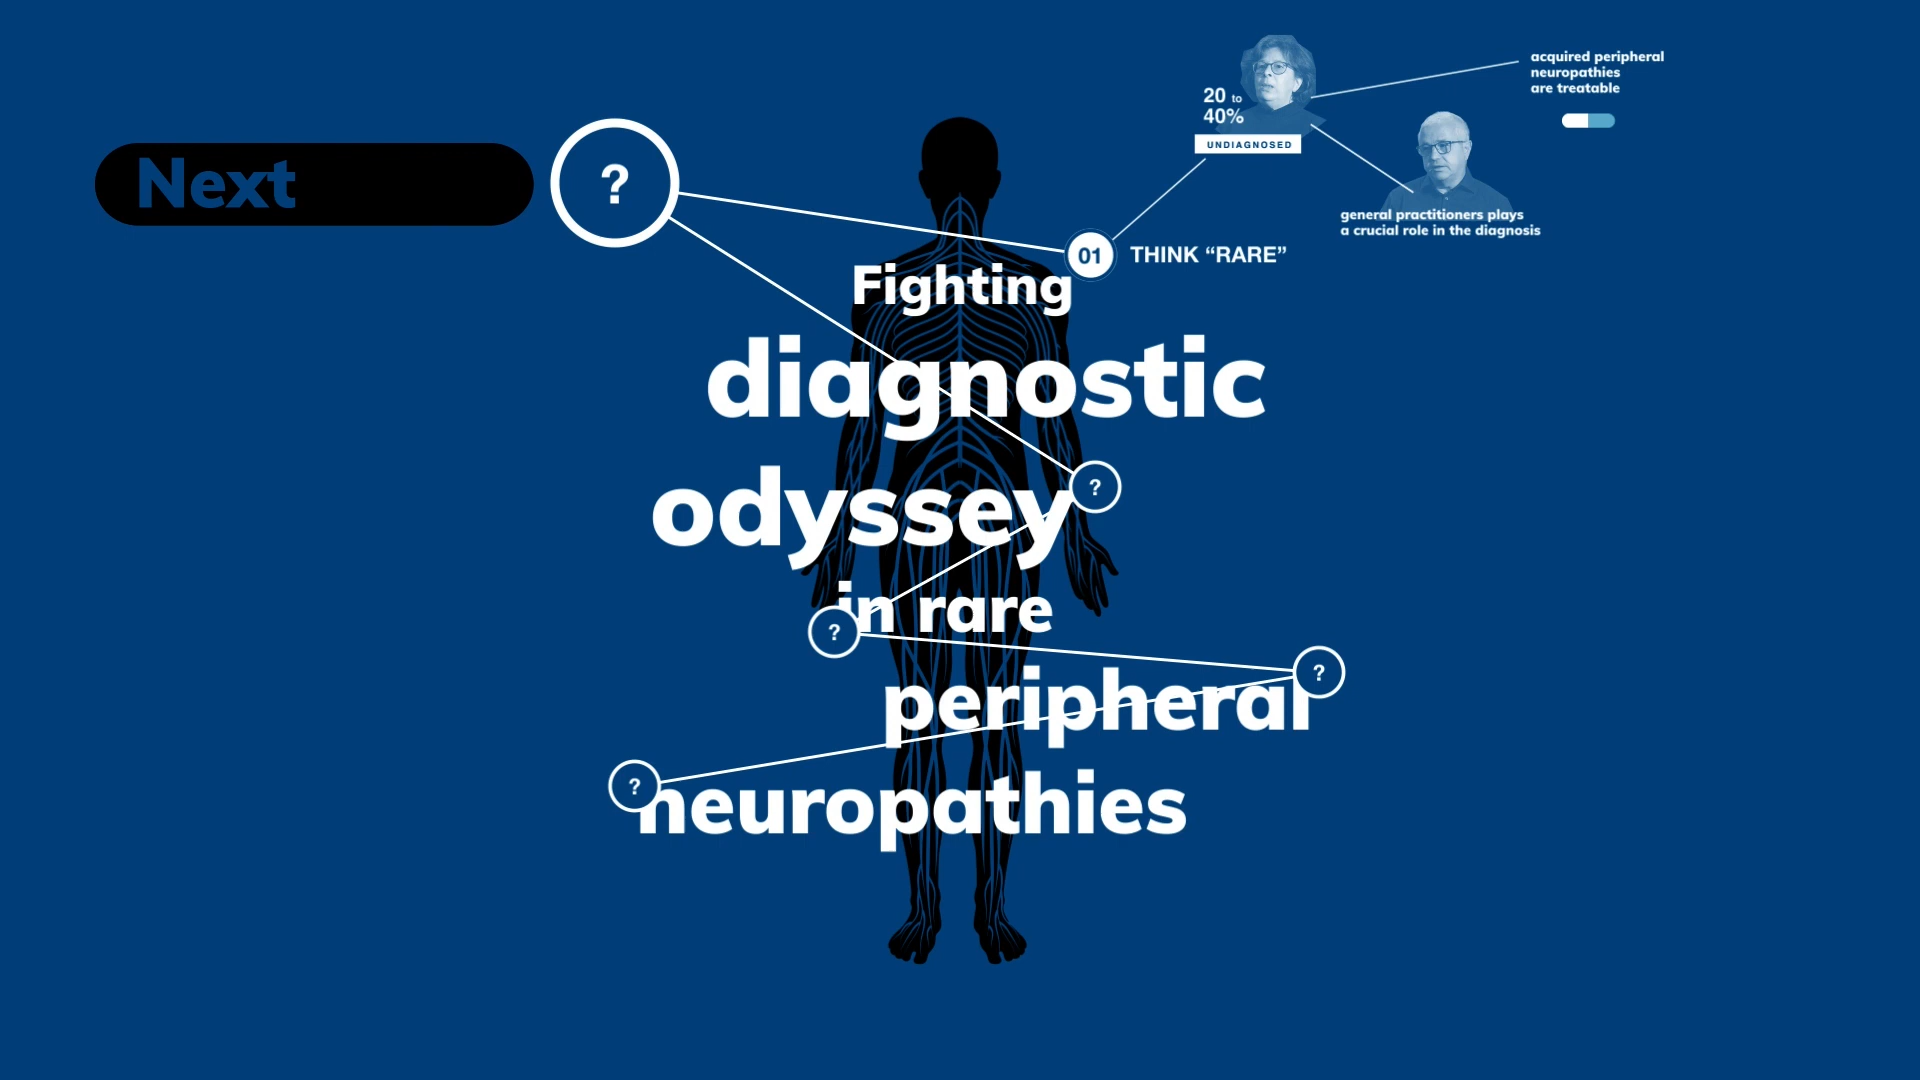 Next
?
20 to
40%
UNDIAGNOSED
acquired peripheral
neuropathies
are treatable
general practitioners plays
a crucial role in the diagnosis
01 THINK “RARE”
Fighting
diagnostic
odyssey
?
in rare
?
?
peripheral
?
neuropathies